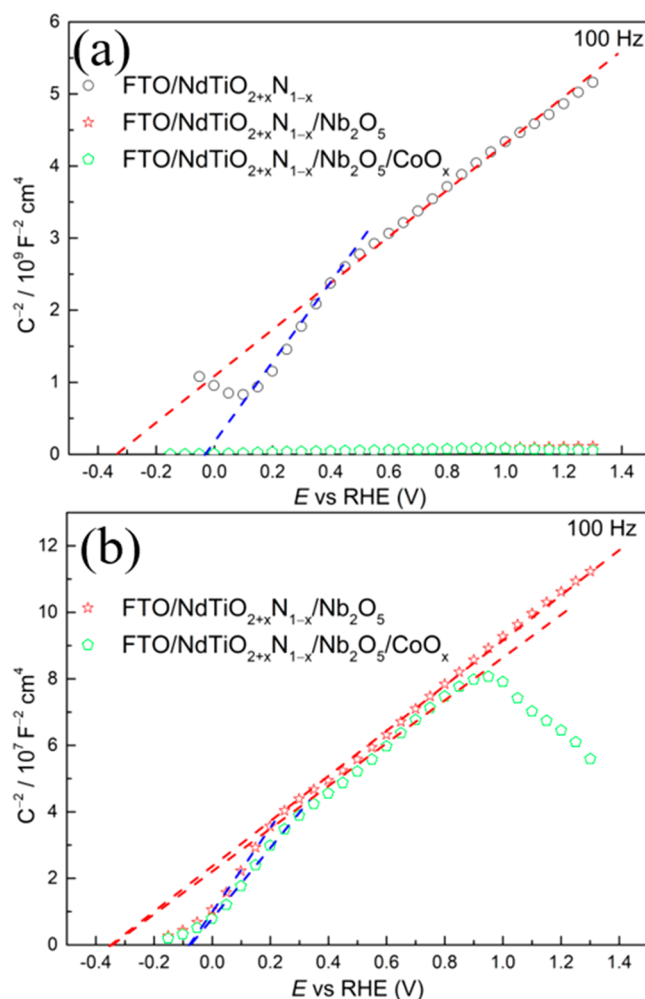 (a)
100 Hz
FTO/NdTiO₂₊ₓN₁₋ₓ
FTO/NdTiO₂₊ₓN₁₋ₓ/Nb₂O₅
FTO/NdTiO₂₊ₓN₁₋ₓ/Nb₂O₅/CoOₓ
C⁻² / 10⁹ F⁻² cm⁴
6
5
4
3
2
1
0
-0.4 -0.2 0.0 0.2 0.4 0.6 0.8 1.0 1.2 1.4
E vs RHE (V)
(b)
100 Hz
FTO/NdTiO₂₊ₓN₁₋ₓ/Nb₂O₅
FTO/NdTiO₂₊ₓN₁₋ₓ/Nb₂O₅/CoOₓ
C⁻² / 10⁷ F⁻² cm⁴
12
10
8
6
4
2
0
-0.4 -0.2 0.0 0.2 0.4 0.6 0.8 1.0 1.2 1.4
E vs RHE (V)